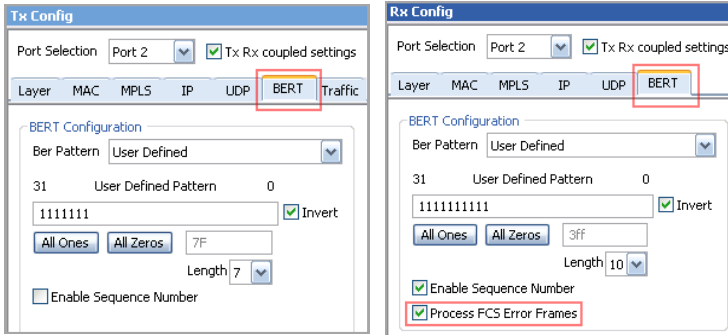 Tx Config
Port Selection Port 2 Tx Rx coupled settings
Layer MAC MPLS IP UDP BERT Traffic
BERT Configuration
Ber Pattern User Defined
31 User Defined Pattern 0
1111111 Invert
All Ones All Zeros 7F
Length 7
Enable Sequence Number
Rx Config
Port Selection Port 2 Tx Rx coupled settings
Layer MAC MPLS IP UDP BERT
BERT Configuration
Ber Pattern User Defined
31 User Defined Pattern 0
1111111111 Invert
All Ones All Zeros 3ff
Length 10
Enable Sequence Number
Process FCS Error Frames